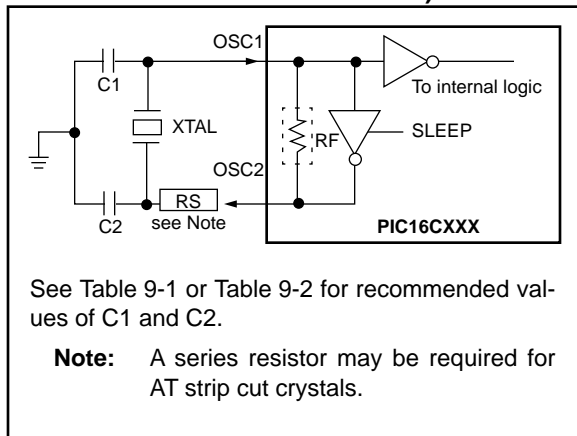 OSC1
C1
To internal logic
XTAL
RF
SLEEP
OSC2
C2
RS
see Note
PIC16CXXX
See Table 9-1 or Table 9-2 for recommended val-
ues of C1 and C2.
Note: A series resistor may be required for
AT strip cut crystals.